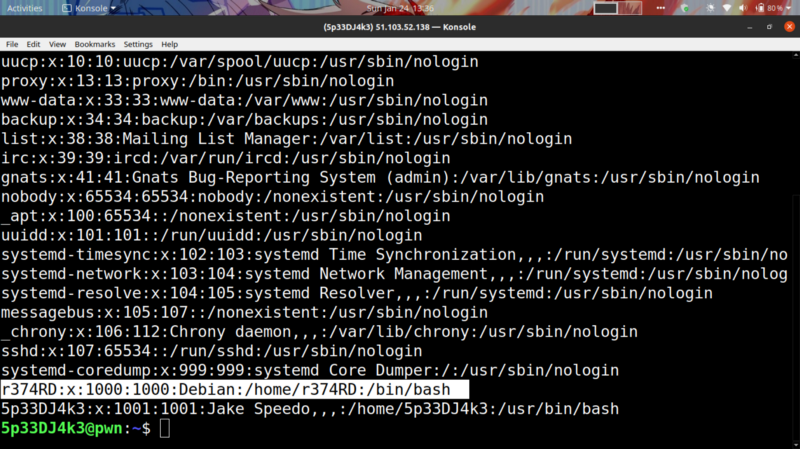 Activities Konsole Sun Jan 24 13:36 80%
(5p33DJ4k3) 51.103.52.138 — Konsole
File Edit View Bookmarks Settings Help
uucp:x:10:10:uucp:/var/spool/uucp:/usr/sbin/nologin
proxy:x:13:13:proxy:/bin:/usr/sbin/nologin
www-data:x:33:33:www-data:/var/www:/usr/sbin/nologin
backup:x:34:34:backup:/var/backups:/usr/sbin/nologin
list:x:38:38:Mailing List Manager:/var/list:/usr/sbin/nologin
irc:x:39:39:ircd:/var/run/ircd:/usr/sbin/nologin
gnats:x:41:41:Gnats Bug-Reporting System (admin):/var/lib/gnats:/usr/sbin/nologin
nobody:x:65534:65534:nobody:/nonexistent:/usr/sbin/nologin
_apt:x:100:65534::/nonexistent:/usr/sbin/nologin
uuidd:x:101:101::/run/uuidd:/usr/sbin/nologin
systemd-timesync:x:102:103:systemd Time Synchronization,,,:/run/systemd:/usr/sbin/no
systemd-network:x:103:104:systemd Network Management,,,:/run/systemd:/usr/sbin/nolog
systemd-resolve:x:104:105:systemd Resolver,,,:/run/systemd:/usr/sbin/nologin
messagebus:x:105:107::/nonexistent:/usr/sbin/nologin
_chrony:x:106:112:Chrony daemon,,,:/var/lib/chrony:/usr/sbin/nologin
sshd:x:107:65534::/run/sshd:/usr/sbin/nologin
systemd-coredump:x:999:999:systemd Core Dumper:/:/usr/sbin/nologin
r374RD:x:1000:1000:Debian:/home/r374RD:/bin/bash
5p33DJ4k3:x:1001:1001:Jake Speedo,,,:/home/5p33DJ4k3:/usr/bin/bash
5p33DJ4k3@pwn:~$